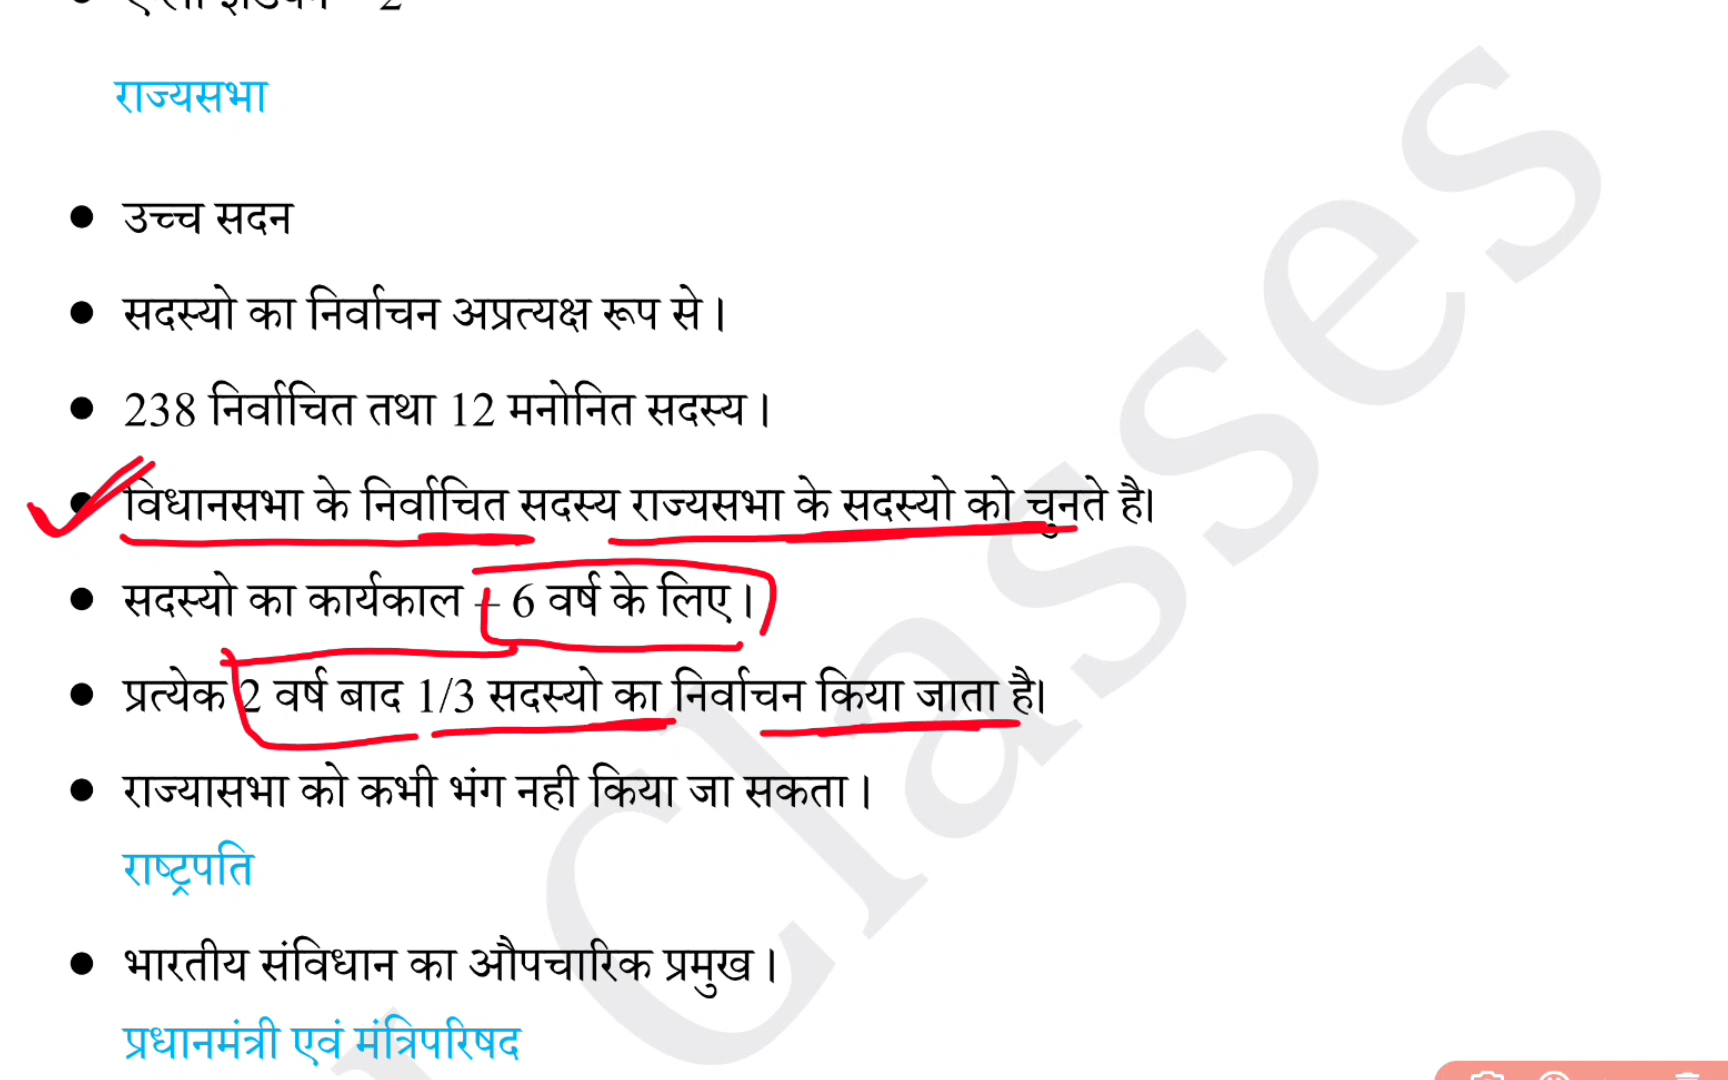 राज्यसभा
● उच्च सदन
● सदस्यो का निर्वाचन अप्रत्यक्ष रूप से।
● 238 निर्वाचित तथा 12 मनोनित सदस्य।
● विधानसभा के निर्वाचित सदस्य राज्यसभा के सदस्यो को चुनते है।
● सदस्यो का कार्यकाल – 6 वर्ष के लिए।
● प्रत्येक 2 वर्ष बाद 1/3 सदस्यो का निर्वाचन किया जाता है।
● राज्यासभा को कभी भंग नही किया जा सकता।
राष्ट्रपति
● भारतीय संविधान का औपचारिक प्रमुख।
प्रधानमंत्री एवं मंत्रिपरिषद
Classes